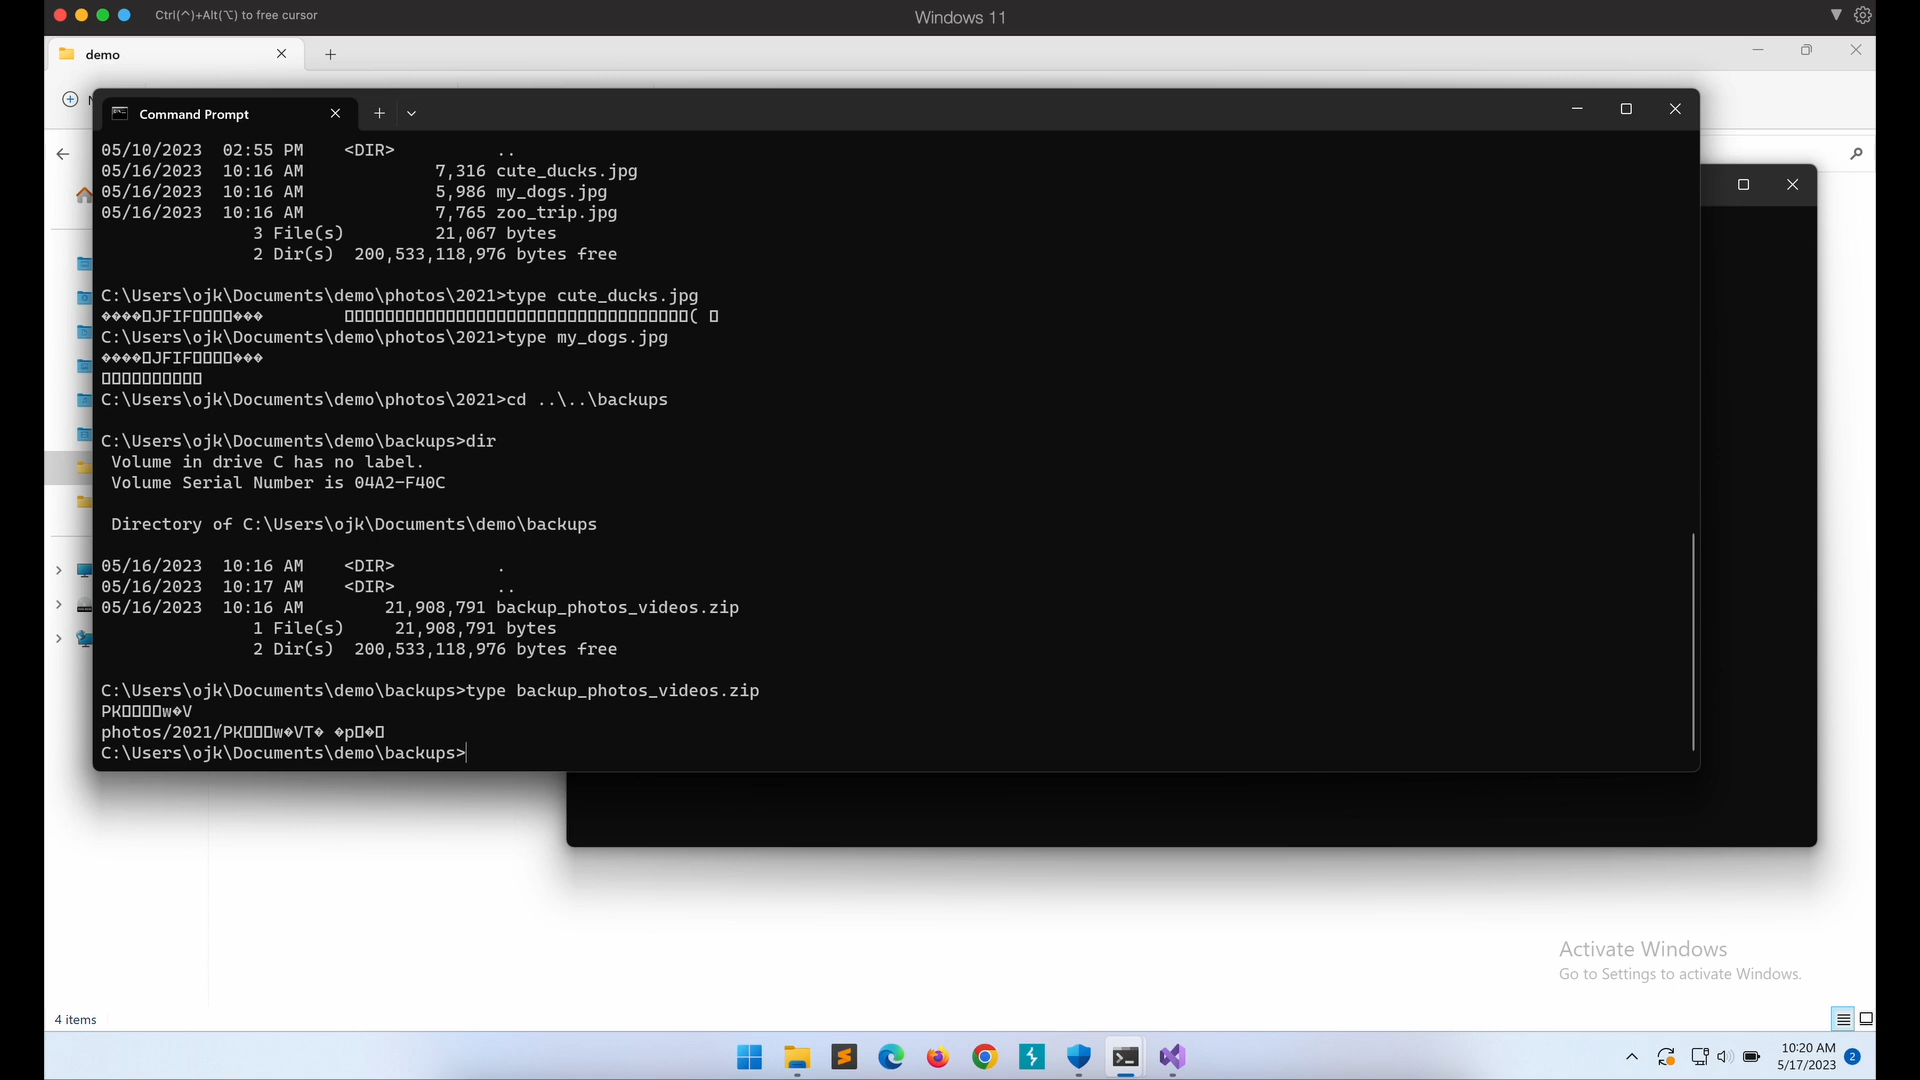 Ctrl(^)+Alt(⌥) to free cursor
Windows 11
demo
Command Prompt
05/10/2023  02:55 PM    <DIR>          ..
05/16/2023  10:16 AM             7,316 cute_ducks.jpg
05/16/2023  10:16 AM             5,986 my_dogs.jpg
05/16/2023  10:16 AM             7,765 zoo_trip.jpg
3 File(s)         21,067 bytes
2 Dir(s)  200,533,118,976 bytes free
C:\Users\ojk\Documents\demo\photos\2021>type cute_ducks.jpg
����▯JFIF▯▯▯▯���        ▯▯▯▯▯▯▯▯▯▯▯▯▯▯▯▯▯▯▯▯▯▯▯▯▯▯▯▯▯▯▯▯▯▯( ▯
C:\Users\ojk\Documents\demo\photos\2021>type my_dogs.jpg
����▯JFIF▯▯▯▯���
▯▯▯▯▯▯▯▯▯▯
C:\Users\ojk\Documents\demo\photos\2021>cd ..\..\backups
C:\Users\ojk\Documents\demo\backups>dir
Volume in drive C has no label.
Volume Serial Number is 04A2-F40C
Directory of C:\Users\ojk\Documents\demo\backups
05/16/2023  10:16 AM    <DIR>          .
05/16/2023  10:17 AM    <DIR>          ..
05/16/2023  10:16 AM        21,908,791 backup_photos_videos.zip
1 File(s)     21,908,791 bytes
2 Dir(s)  200,533,118,976 bytes free
C:\Users\ojk\Documents\demo\backups>type backup_photos_videos.zip
PK▯▯▯▯w�V
photos/2021/PK▯▯▯w�VT� �p▯�▯
C:\Users\ojk\Documents\demo\backups>
Activate Windows
Go to Settings to activate Windows.
4 items
10:20 AM
5/17/2023
2